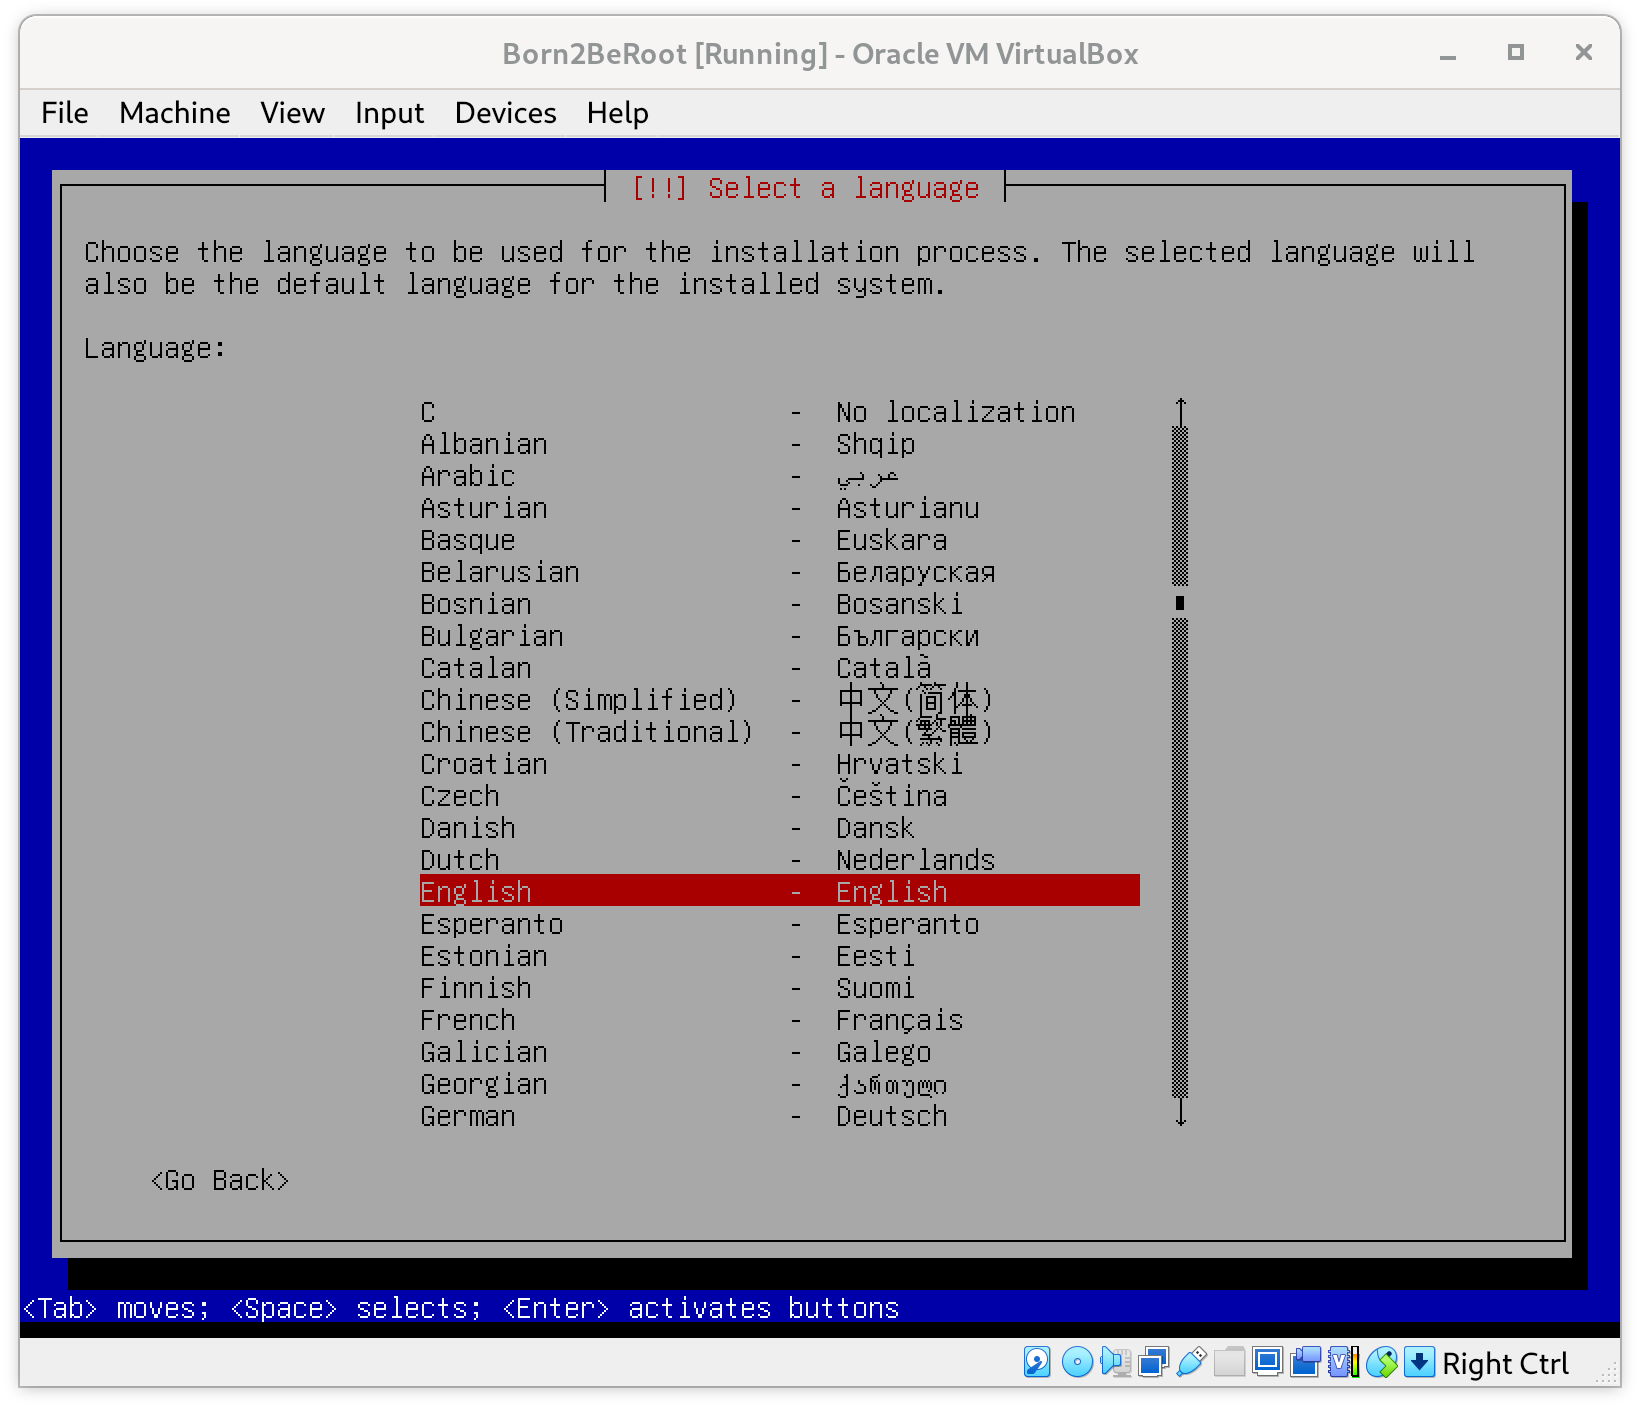 Born2BeRoot [Running] - Oracle VM VirtualBox
File Machine View Input Devices Help
[!!] Select a language
Choose the language to be used for the installation process. The selected language will
also be the default language for the installed system.
Language:
C - No localization
Albanian - Shqip
Arabic - عربي
Asturian - Asturianu
Basque - Euskara
Belarusian - Беларуская
Bosnian - Bosanski
Bulgarian - Български
Catalan - Català
Chinese (Simplified) - 中文(简体)
Chinese (Traditional) - 中文(繁體)
Croatian - Hrvatski
Czech - Čeština
Danish - Dansk
Dutch - Nederlands
English - English
Esperanto - Esperanto
Estonian - Eesti
Finnish - Suomi
French - Français
Galician - Galego
Georgian - ქართული
German - Deutsch
<Go Back>
<Tab> moves; <Space> selects; <Enter> activates buttons
Right Ctrl